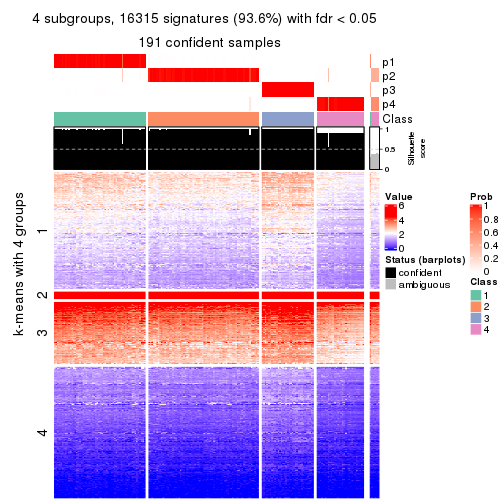 4 subgroups, 16315 signatures (93.6%) with fdr < 0.05
191 confident samples
p1
p2
p3
p4
Class
1
0.5
0
Silhouette
score
k-means with 4 groups
1
2
3
4
Value
6
4
2
0
Status (barplots)
confident
ambiguous
Prob
1
0.8
0.6
0.4
0.2
0
Class
1
2
3
4